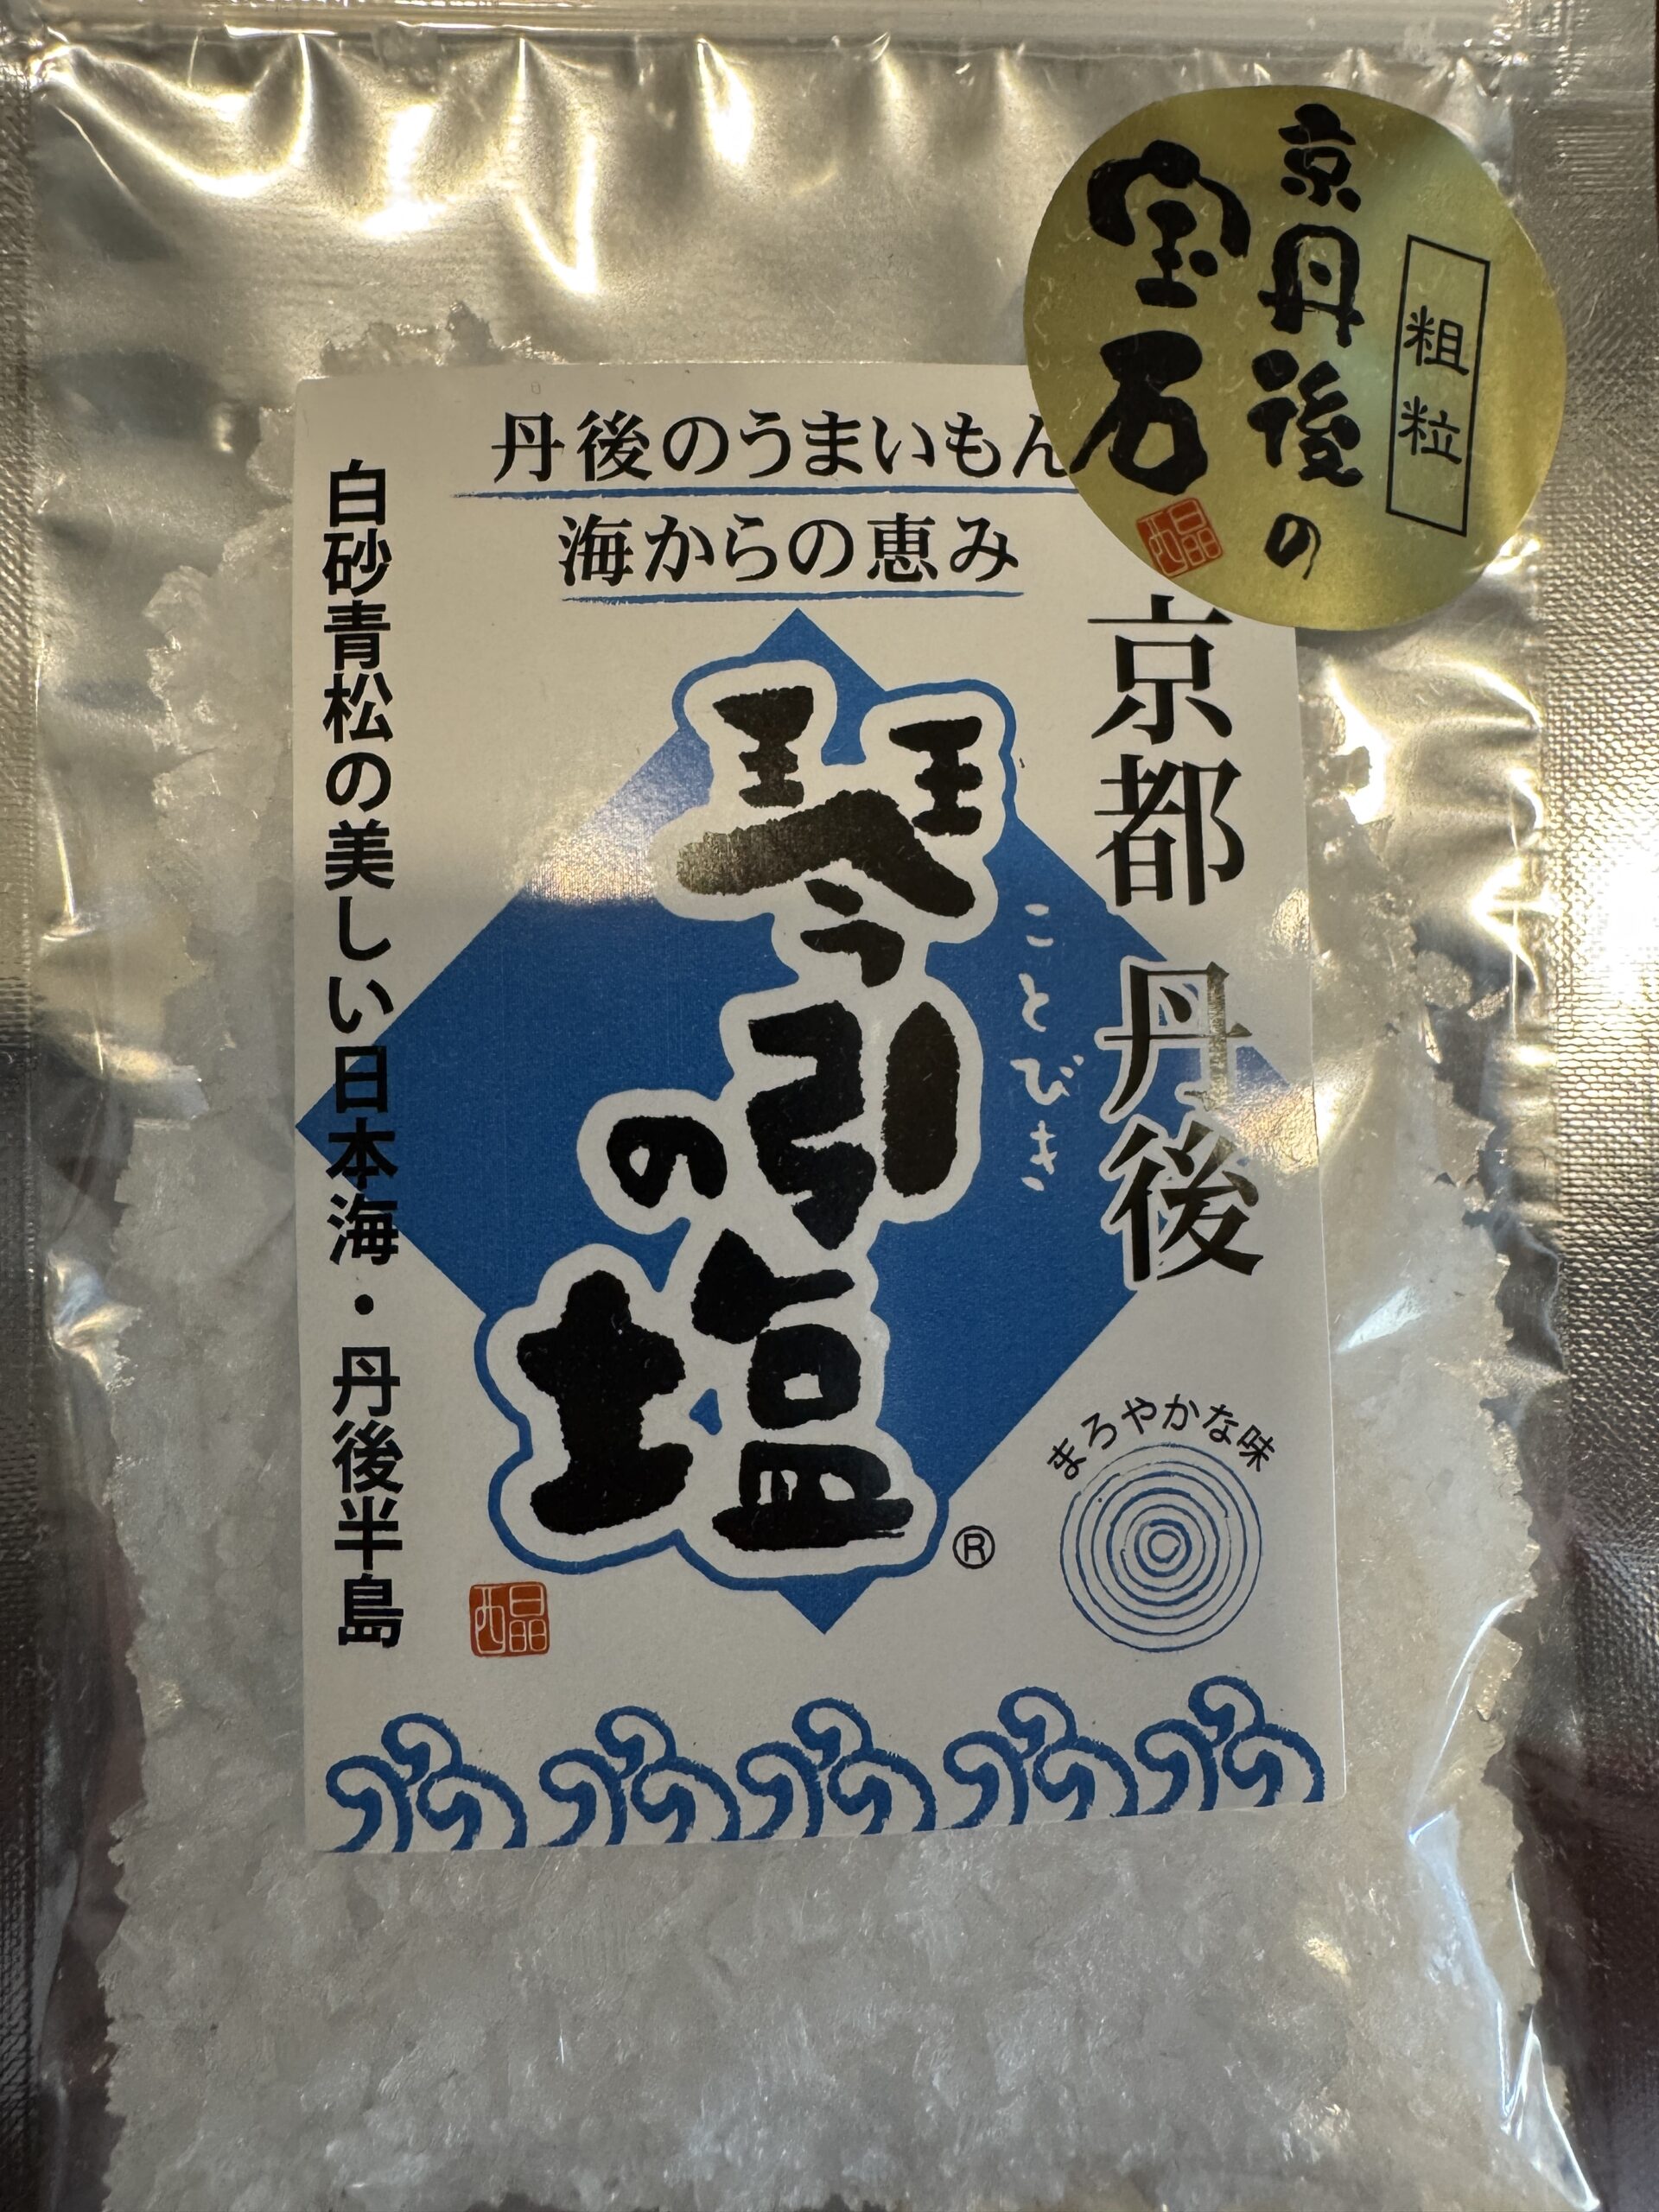 粗粒
京丹後の
宝石
丹後のうまいもん
海からの恵み
京都 丹後
ことびき
琴引
の塩
®
白砂青松の美しい日本海・丹後半島
まろやかな味